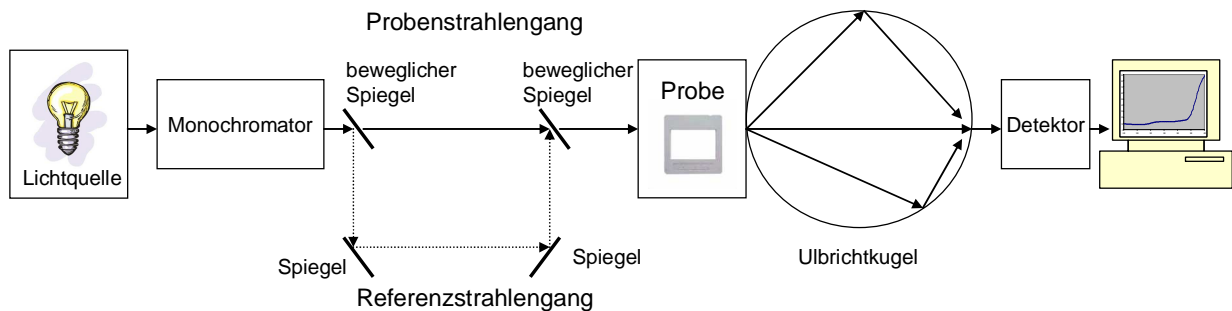 Probenstrahlengang
beweglicher
Spiegel
beweglicher
Spiegel
Lichtquelle
Monochromator
Probe
Detektor
Spiegel
Spiegel
Ulbrichtkugel
Referenzstrahlengang